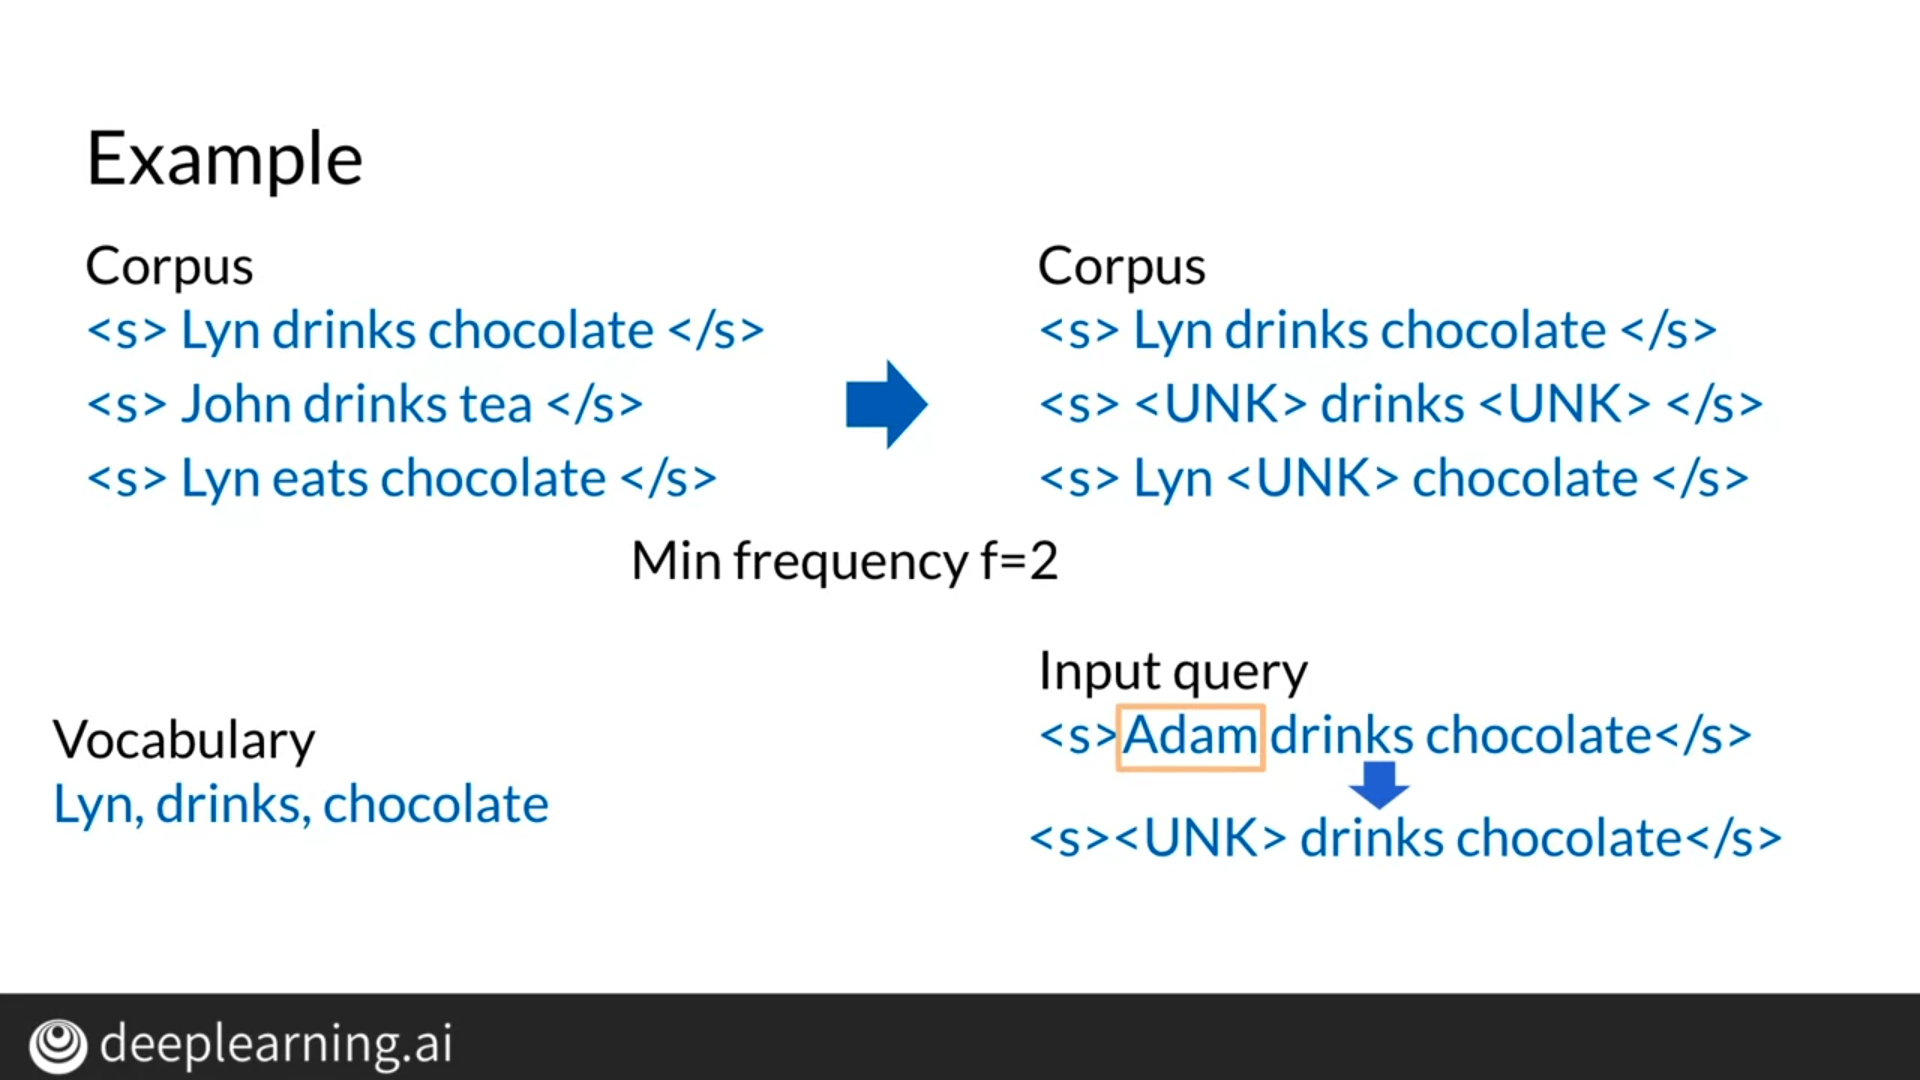 Example
Corpus
<s> Lyn drinks chocolate </s>
<s> John drinks tea </s>
<s> Lyn eats chocolate </s>
Corpus
<s> Lyn drinks chocolate </s>
<s> <UNK> drinks <UNK> </s>
<s> Lyn <UNK> chocolate </s>
Min frequency f=2
Vocabulary
Lyn, drinks, chocolate
Input query
<s>Adam drinks chocolate</s>
<s><UNK> drinks chocolate</s>
deeplearning.ai